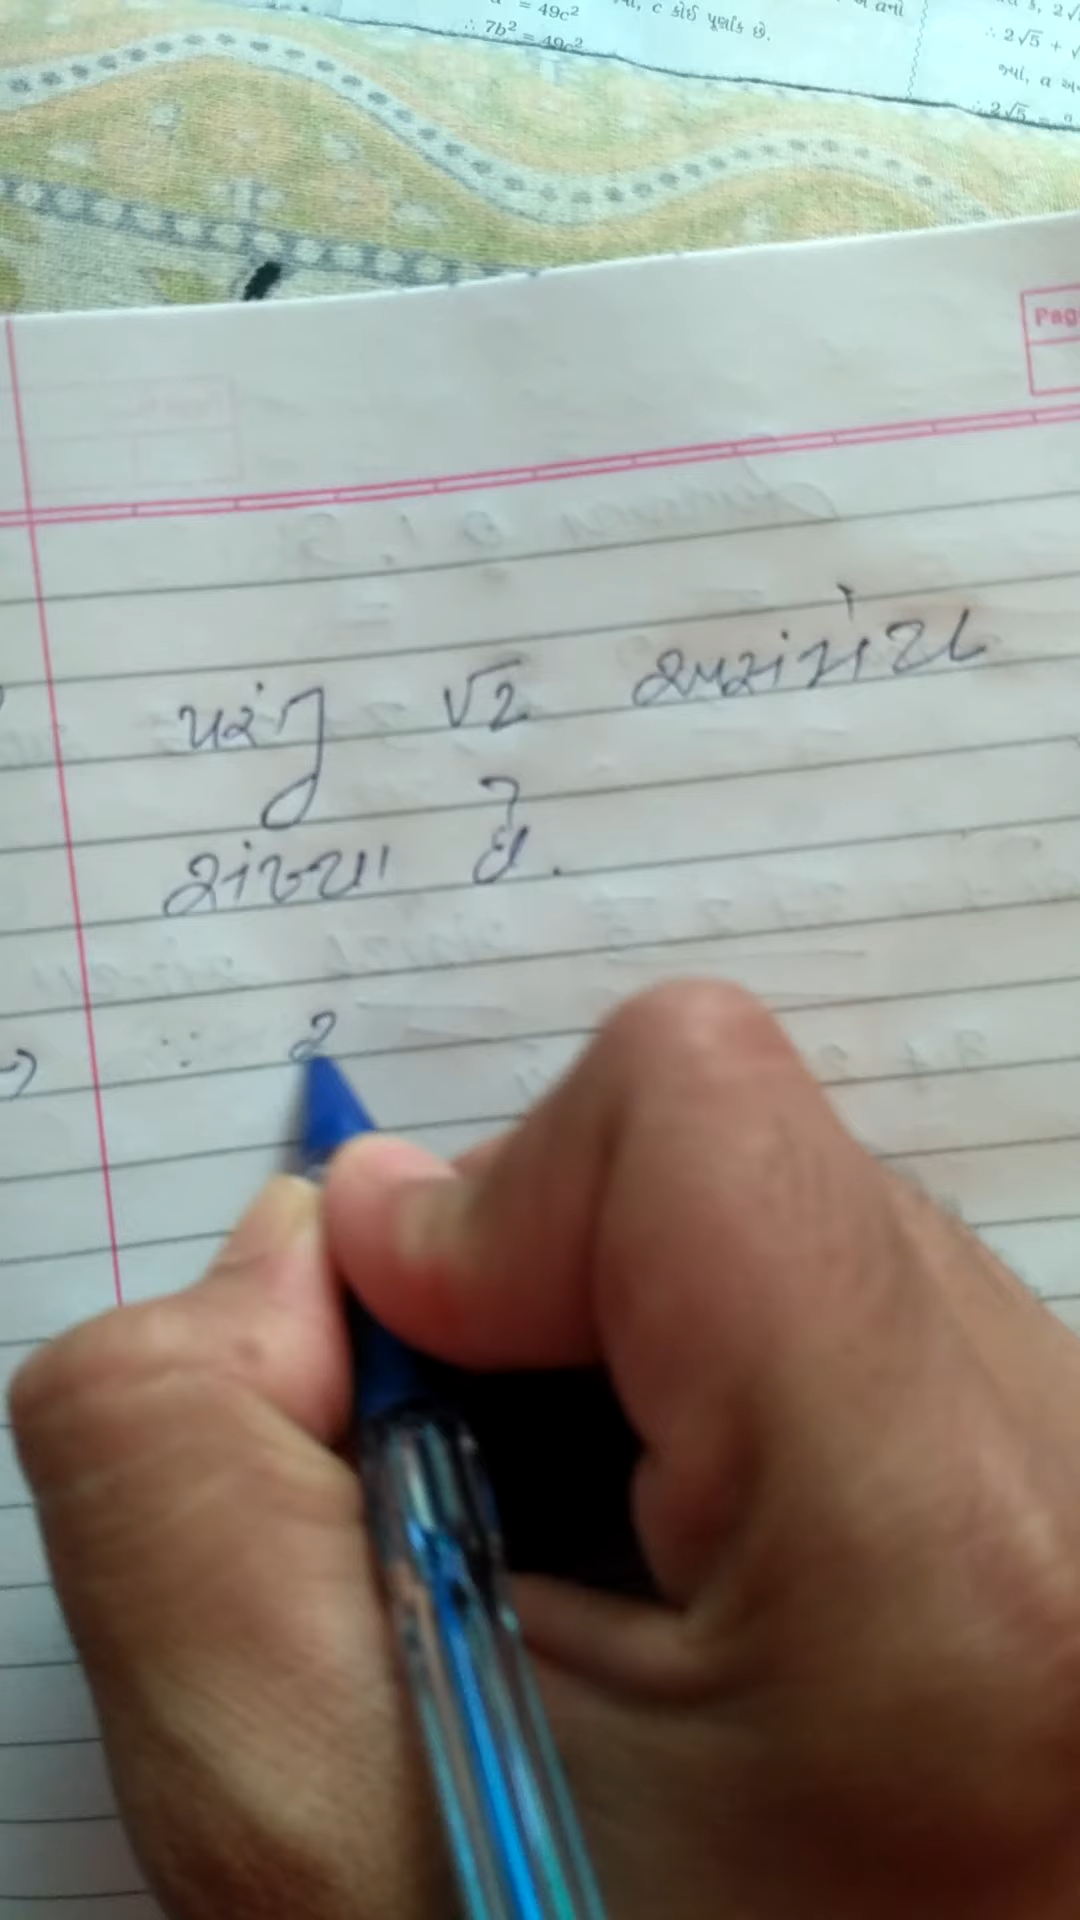 = 49c²
, c કોઈ પૂર્ણાંક છે.
∴ 7b² = 49c²
∴ 2√5 +
જ્યાં, a
2√5 = a
Pag
પરંતુ √2 અસંમેય
સંખ્યા છે.
∵ 2